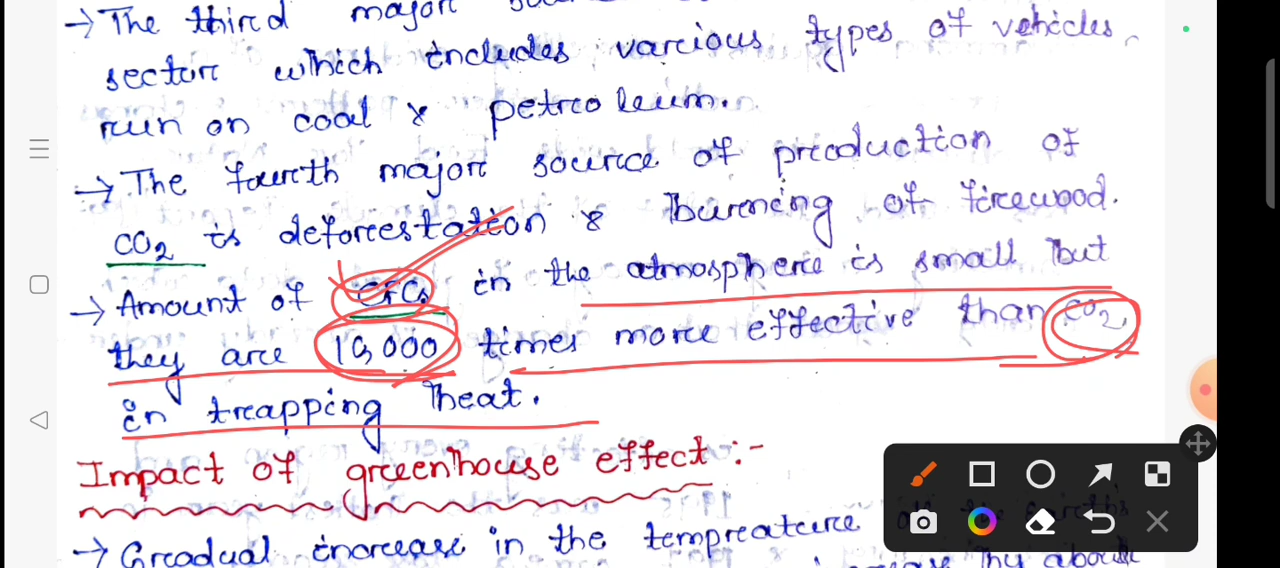 → The third major
sector which includes various types of vehicles
run on coal & petroleum.
→ The fourth major source of production of
CO2 is deforestation & burning of firewood.
→ Amount of CFCs in the atmosphere is small but
they are 10,000 times more effective than CO2
in trapping heat.
Impact of greenhouse effect :-
→ Gradual increase in the temperature